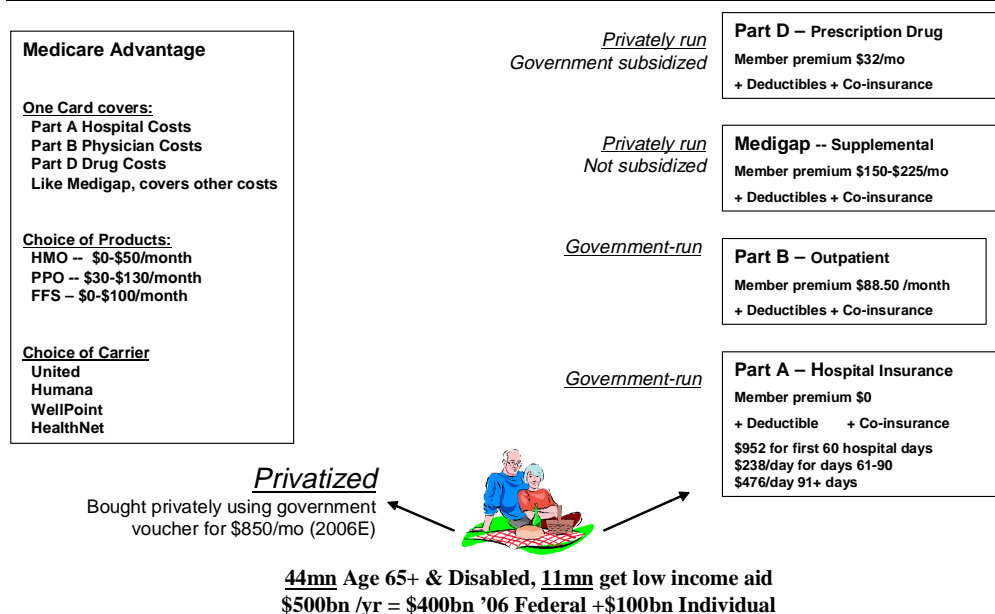 Medicare Advantage
One Card covers:
Part A Hospital Costs
Part B Physician Costs
Part D Drug Costs
Like Medigap, covers other costs
Choice of Products:
HMO -- $0-$50/month
PPO -- $30-$130/month
FFS – $0-$100/month
Choice of Carrier
United
Humana
WellPoint
HealthNet
Privately run
Government subsidized
Part D – Prescription Drug
Member premium $32/mo
+ Deductibles + Co-insurance
Privately run
Not subsidized
Medigap -- Supplemental
Member premium $150-$225/mo
+ Deductibles + Co-insurance
Government-run
Part B – Outpatient
Member premium $88.50 /month
+ Deductibles + Co-insurance
Government-run
Part A – Hospital Insurance
Member premium $0
+ Deductible + Co-insurance
$952 for first 60 hospital days
$238/day for days 61-90
$476/day 91+ days
Privatized
Bought privately using government
voucher for $850/mo (2006E)
44mn Age 65+ & Disabled, 11mn get low income aid
$500bn /yr = $400bn ’06 Federal +$100bn Individual